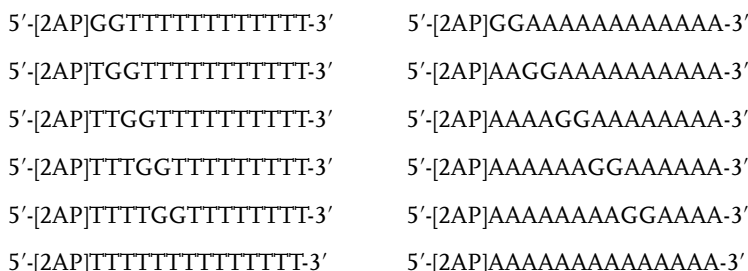 5′-[2AP]GGTTTTTTTTTTTT-3′ 5′-[2AP]GGAAAAAAAAAAAA-3′
5′-[2AP]TGGTTTTTTTTTTT-3′ 5′-[2AP]AAGGAAAAAAAAAA-3′
5′-[2AP]TTGGTTTTTTTTTT-3′ 5′-[2AP]AAAAGGAAAAAAAA-3′
5′-[2AP]TTTGGTTTTTTTTT-3′ 5′-[2AP]AAAAAAGGAAAAAA-3′
5′-[2AP]TTTTGGTTTTTTTT-3′ 5′-[2AP]AAAAAAAAGGAAAA-3′
5′-[2AP]TTTTTTTTTTTTTT-3′ 5′-[2AP]AAAAAAAAAAAAAA-3′